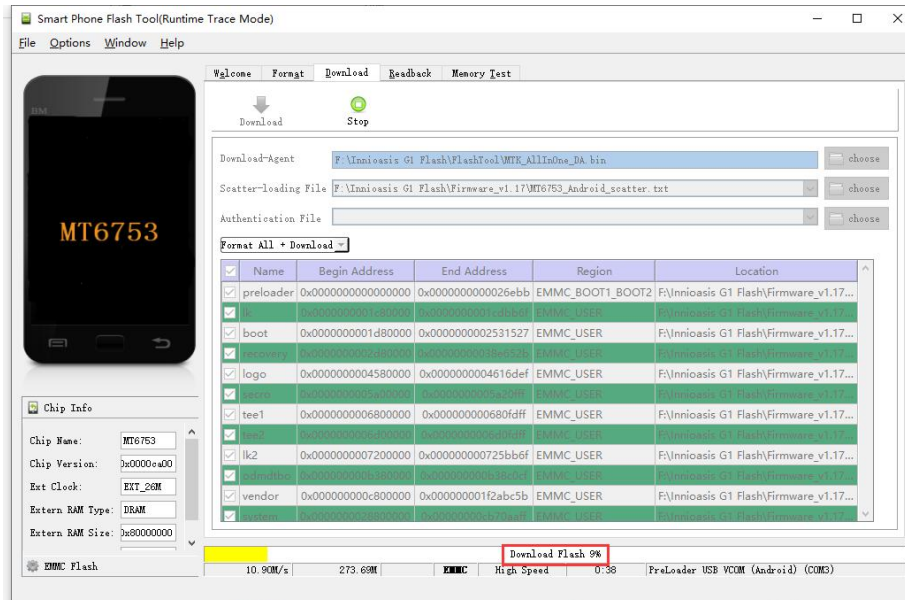 Smart Phone Flash Tool(Runtime Trace Mode)
File Options Window Help
Welcome Format Download Readback Memory Test
Download Stop
Download-Agent F:\Innioasis G1 Flash\FlashTool\MTK_AllInOne_DA.bin choose
Scatter-loading File F:\Innioasis G1 Flash\Firmware_v1.17\MT6753_Android_scatter.txt choose
Authentication File choose
Format All + Download
Name Begin Address End Address Region Location
preloader 0x0000000000000000 0x0000000000026ebb EMMC_BOOT1_BOOT2 F:\Innioasis G1 Flash\Firmware_v1.17...
lk 0x0000000001c80000 0x0000000001cdbb6f EMMC_USER F:\Innioasis G1 Flash\Firmware_v1.17...
boot 0x0000000001d80000 0x0000000002531527 EMMC_USER F:\Innioasis G1 Flash\Firmware_v1.17...
recovery 0x0000000002d80000 0x00000000038e652b EMMC_USER F:\Innioasis G1 Flash\Firmware_v1.17...
logo 0x0000000004580000 0x0000000004616def EMMC_USER F:\Innioasis G1 Flash\Firmware_v1.17...
secro 0x0000000005a00000 0x0000000005a20fff EMMC_USER F:\Innioasis G1 Flash\Firmware_v1.17...
tee1 0x0000000006800000 0x000000000680fdff EMMC_USER F:\Innioasis G1 Flash\Firmware_v1.17...
tee2 0x0000000006d00000 0x0000000006d0fdff EMMC_USER F:\Innioasis G1 Flash\Firmware_v1.17...
lk2 0x0000000007200000 0x000000000725bb6f EMMC_USER F:\Innioasis G1 Flash\Firmware_v1.17...
odmdtbo 0x000000000b380000 0x000000000b38c0cf EMMC_USER F:\Innioasis G1 Flash\Firmware_v1.17...
vendor 0x000000000c800000 0x000000001f2abc5b EMMC_USER F:\Innioasis G1 Flash\Firmware_v1.17...
system 0x0000000028800000 0x00000000cb70aaff EMMC_USER F:\Innioasis G1 Flash\Firmware_v1.17...
BM
MT6753
Chip Info
Chip Name: MT6753
Chip Version: 0x0000ca00
Ext Clock: EXT_26M
Extern RAM Type: DRAM
Extern RAM Size: 0x80000000
EMMC Flash
Download Flash 9%
10.90M/s 273.69M EMMC High Speed 0:38 PreLoader USB VCOM (Android) (COM3)